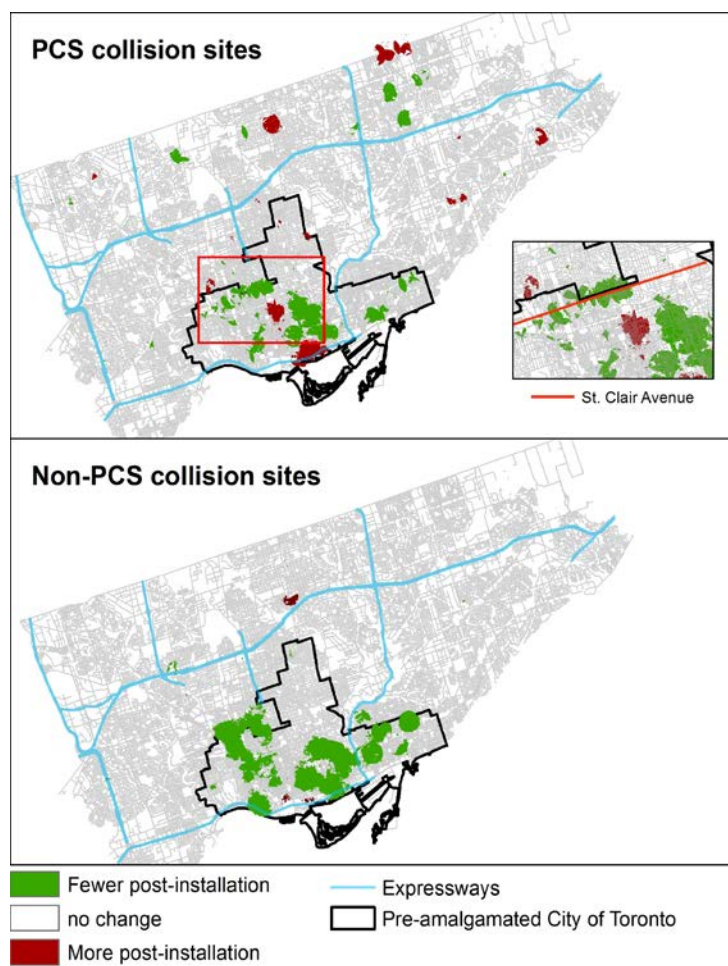 PCS collision sites
St. Clair Avenue
Non-PCS collision sites
Fewer post-installation
no change
More post-installation
Expressways
Pre-amalgamated City of Toronto